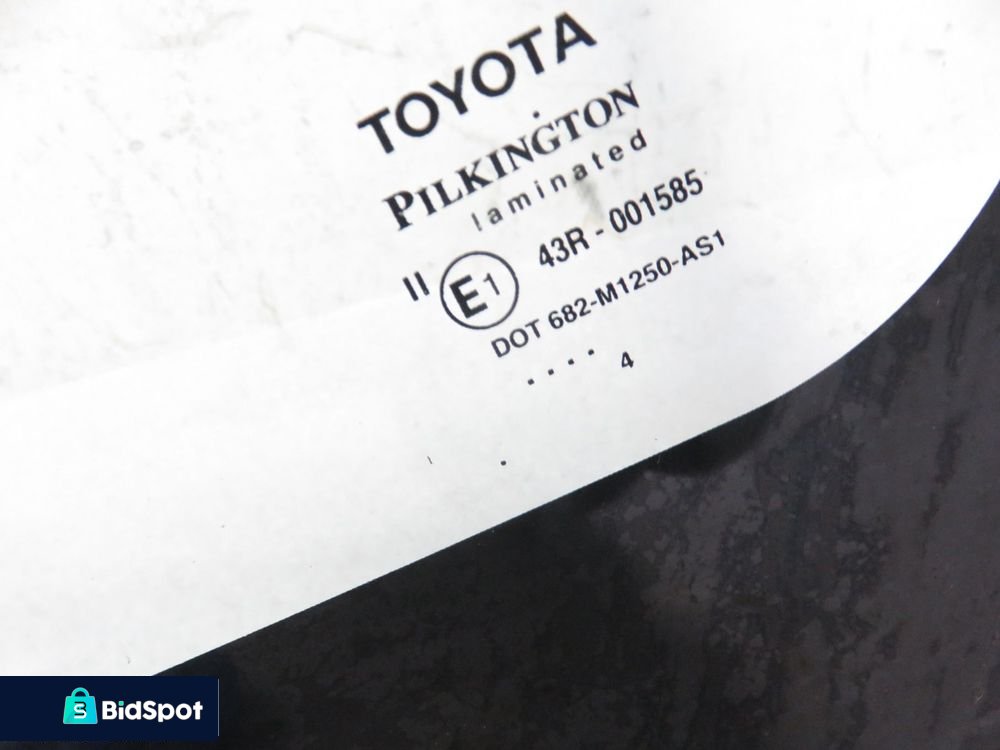 TOYOTA
PILKINGTON
laminated
II E1 43R - 001585
DOT 682-M1250-AS1
. . . . 4
BidSpot